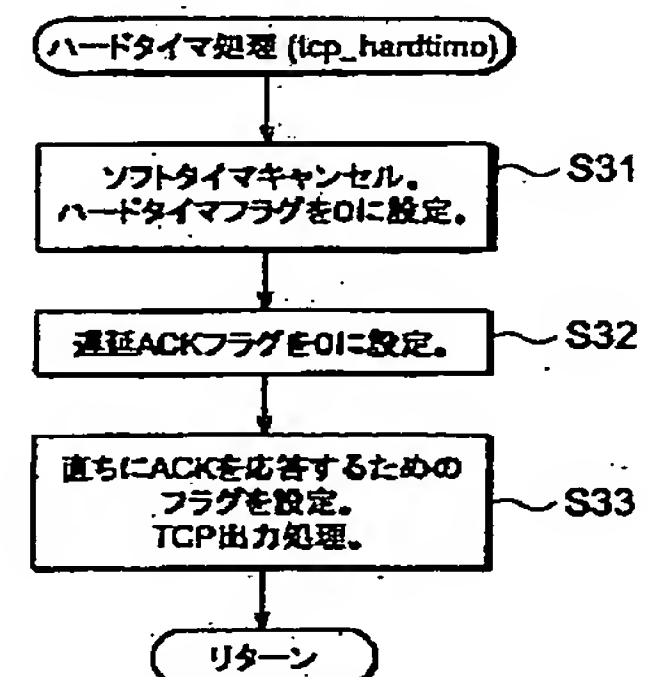 ハードタイマ処理 (tcp_hardtimo)
ソフトタイマキャンセル。
ハードタイマフラグを0に設定。
S31
遅延ACKフラグを0に設定。
S32
直ちにACKを応答するための
フラグを設定。
TCP出力処理。
S33
リターン